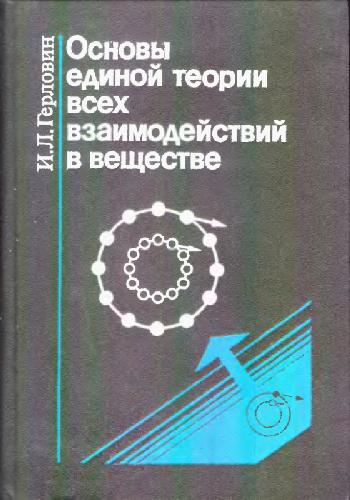 И.Л.Герловин
Основы
единой теории
всех
взаимодействий
в веществе